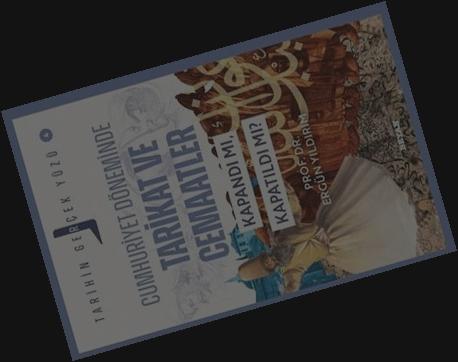 TARİHİN GERÇEK YÜZÜ
4
CUMHURİYET DÖNEMİNDE
TARİKAT VE
CEMAATLER
KAPANDI MI,
KAPATILDI MI?
PROF. DR.
ERGÜN YILDIRIM